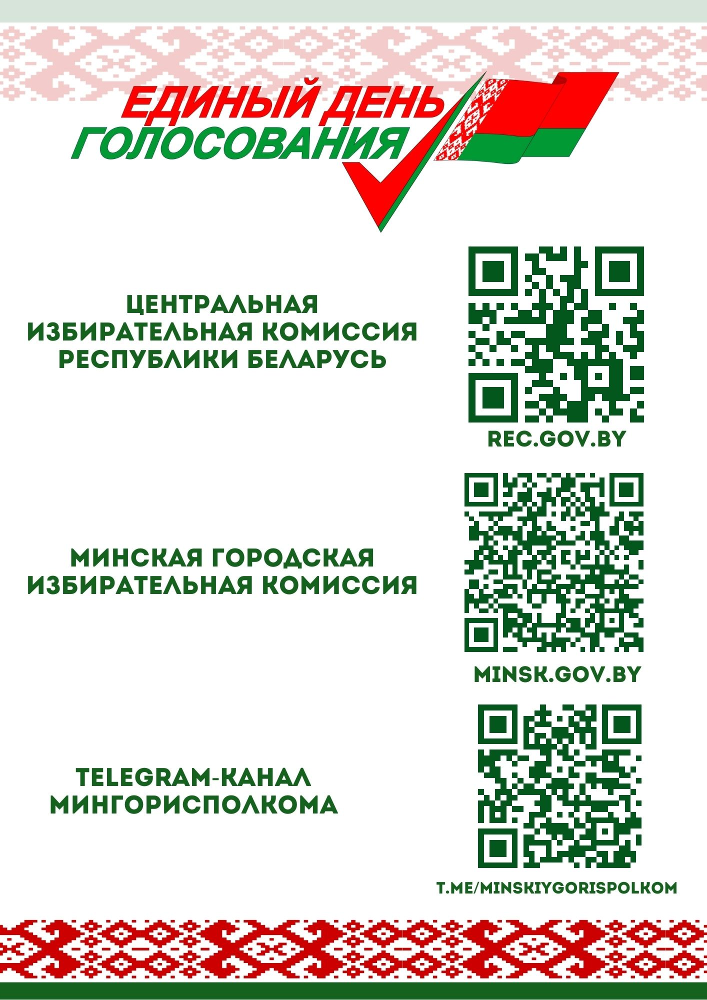 ЕДИНЫЙ ДЕНЬ
ГОЛОСОВАНИЯ
ЦЕНТРАЛЬНАЯ
ИЗБИРАТЕЛЬНАЯ КОМИССИЯ
РЕСПУБЛИКИ БЕЛАРУСЬ
REC.GOV.BY
МИНСКАЯ ГОРОДСКАЯ
ИЗБИРАТЕЛЬНАЯ КОМИССИЯ
MINSK.GOV.BY
TELEGRAM-КАНАЛ
МИНГОРИСПОЛКОМА
T.ME/MINSKIYGORISPOLKOM